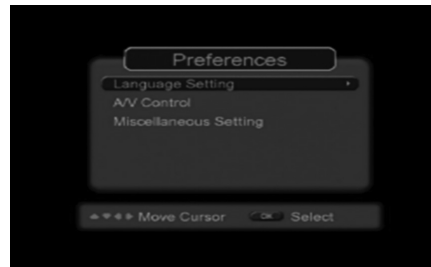 Preferences
Language Setting
A/V Control
Miscellaneous Setting
Move Cursor OK Select